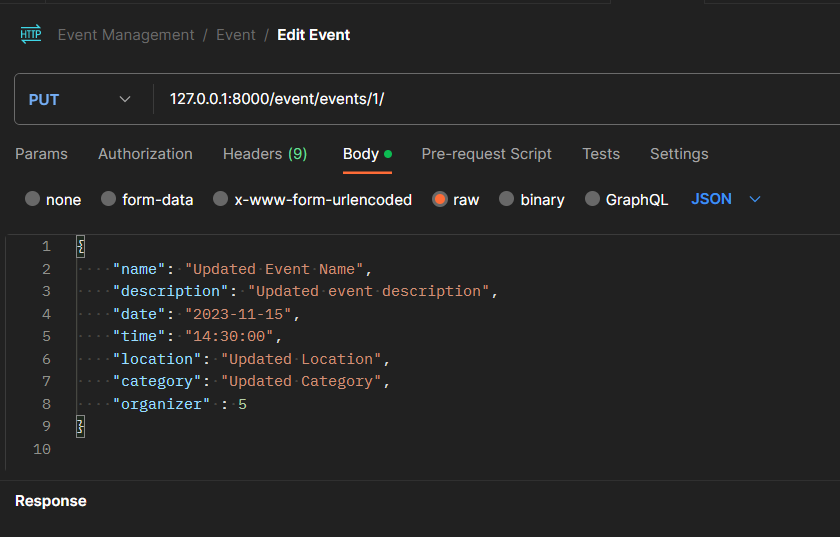 HTTP Event Management / Event / Edit Event
PUT 127.0.0.1:8000/event/events/1/
Params Authorization Headers (9) Body Pre-request Script Tests Settings
none form-data x-www-form-urlencoded raw binary GraphQL JSON
1 {
2 "name": "Updated Event Name",
3 "description": "Updated event description",
4 "date": "2023-11-15",
5 "time": "14:30:00",
6 "location": "Updated Location",
7 "category": "Updated Category",
8 "organizer" : 5
9 }
10
Response